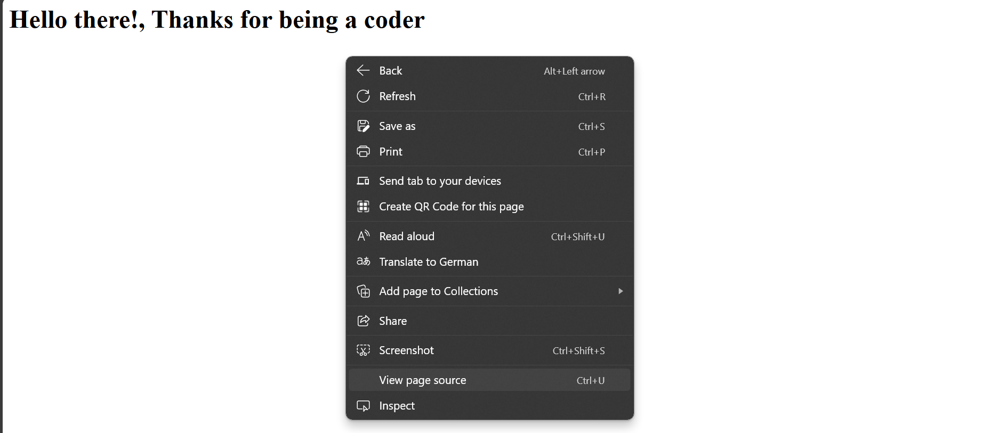 Hello there!, Thanks for being a coder
Back Alt+Left arrow
Refresh Ctrl+R
Save as Ctrl+S
Print Ctrl+P
Send tab to your devices
Create QR Code for this page
Read aloud Ctrl+Shift+U
Translate to German
Add page to Collections
Share
Screenshot Ctrl+Shift+S
View page source Ctrl+U
Inspect